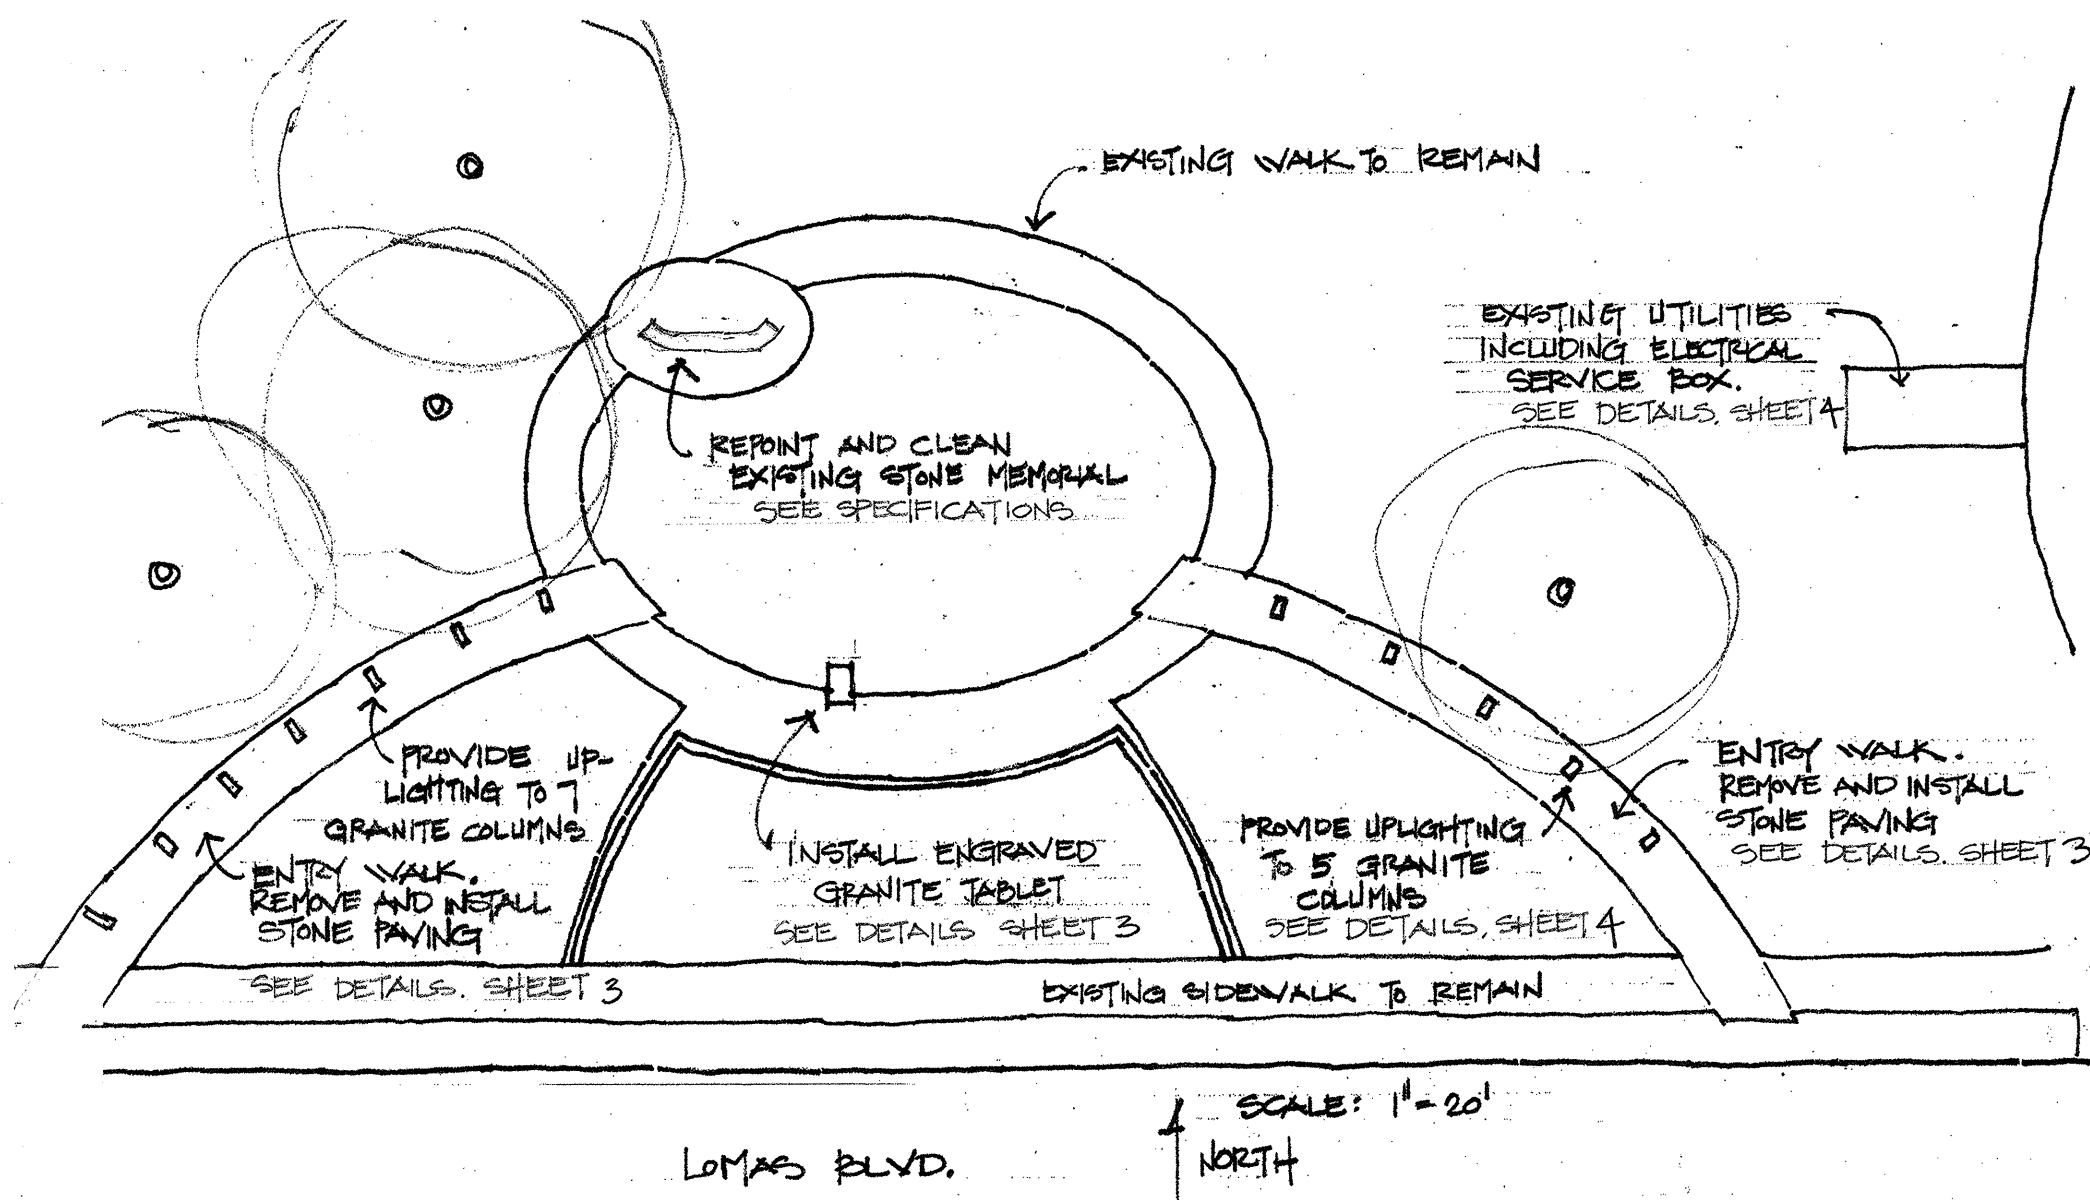 EXISTING WALK TO REMAIN
EXISTING UTILITIES
INCLUDING ELECTRICAL
SERVICE BOX.
SEE DETAILS, SHEET 4
REPOINT AND CLEAN
EXISTING STONE MEMORIAL
SEE SPECIFICATIONS
PROVIDE UP-
LIGHTING TO 7
GRANITE COLUMNS
ENTRY WALK.
REMOVE AND INSTALL
STONE PAVING
SEE DETAILS. SHEET 3
INSTALL ENGRAVED
GRANITE TABLET
SEE DETAILS SHEET 3
PROVIDE UPLIGHTING
TO 5 GRANITE
COLUMNS
SEE DETAILS, SHEET 4
ENTRY WALK.
REMOVE AND INSTALL
STONE PAVING
SEE DETAILS. SHEET 3
EXISTING SIDEWALK TO REMAIN
SCALE: 1" = 20'
NORTH
LOMAS BLVD.